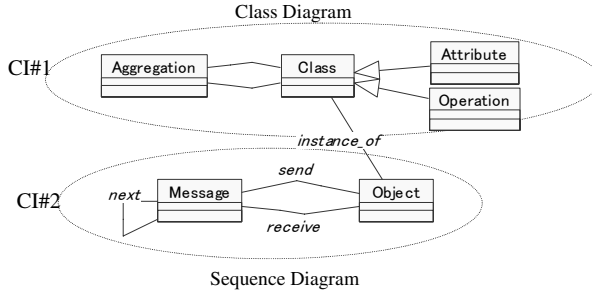 Class Diagram
CI#1
Aggregation
Class
Attribute
Operation
instance_of
CI#2
next
Message
send
receive
Object
Sequence Diagram